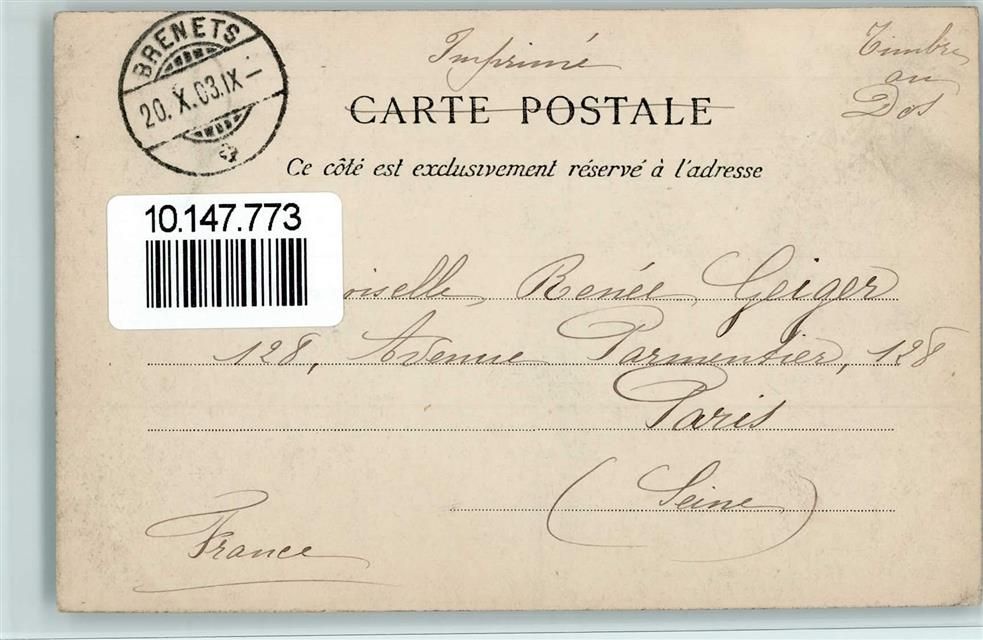 BRENETS
20. X. 03. IX -
Imprimé
Timbre
au
Dos
CARTE POSTALE
Ce côté est exclusivement réservé à l'adresse
10.147.773
oiselle, Renée Geiger
128, Avenue Parmentier, 128
Paris
(Seine)
France